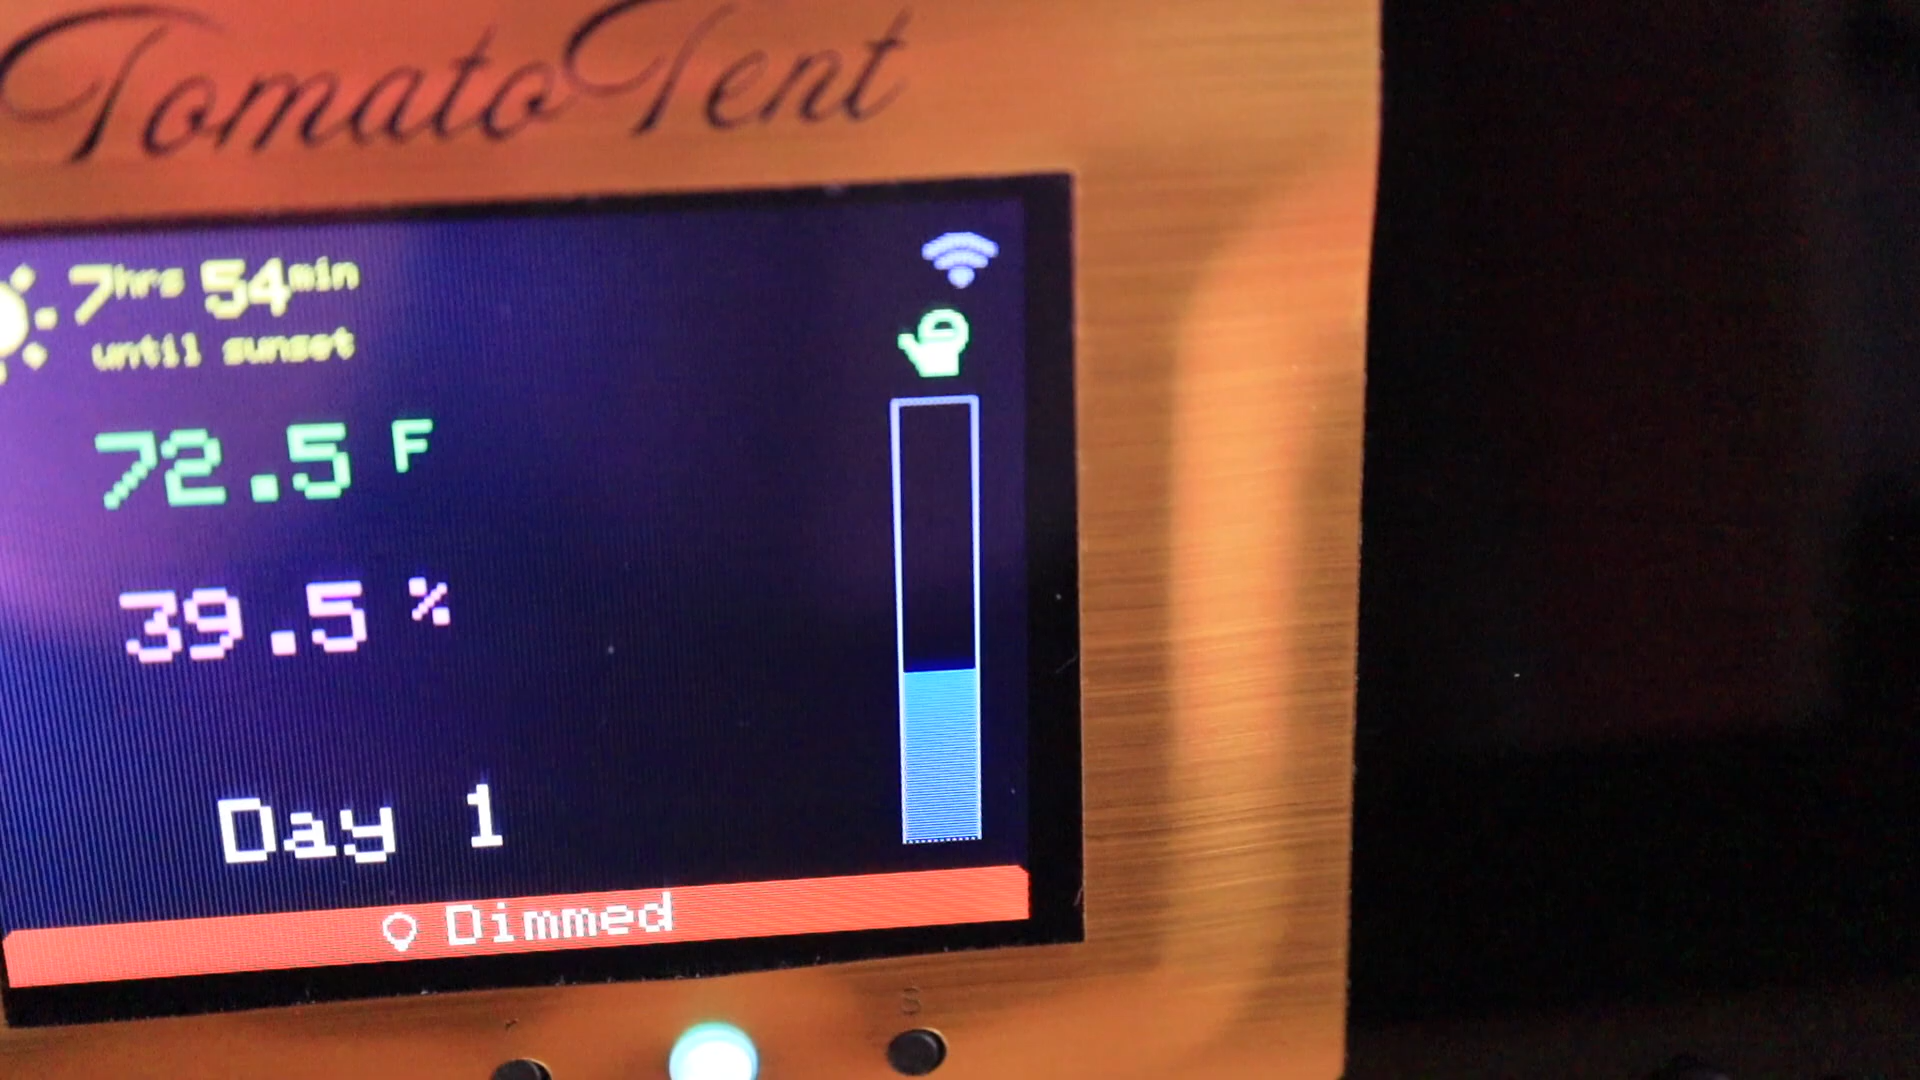 TomatoTent
7hrs 54min
until sunset
72.5 F
39.5 %
Day 1
Dimmed
S